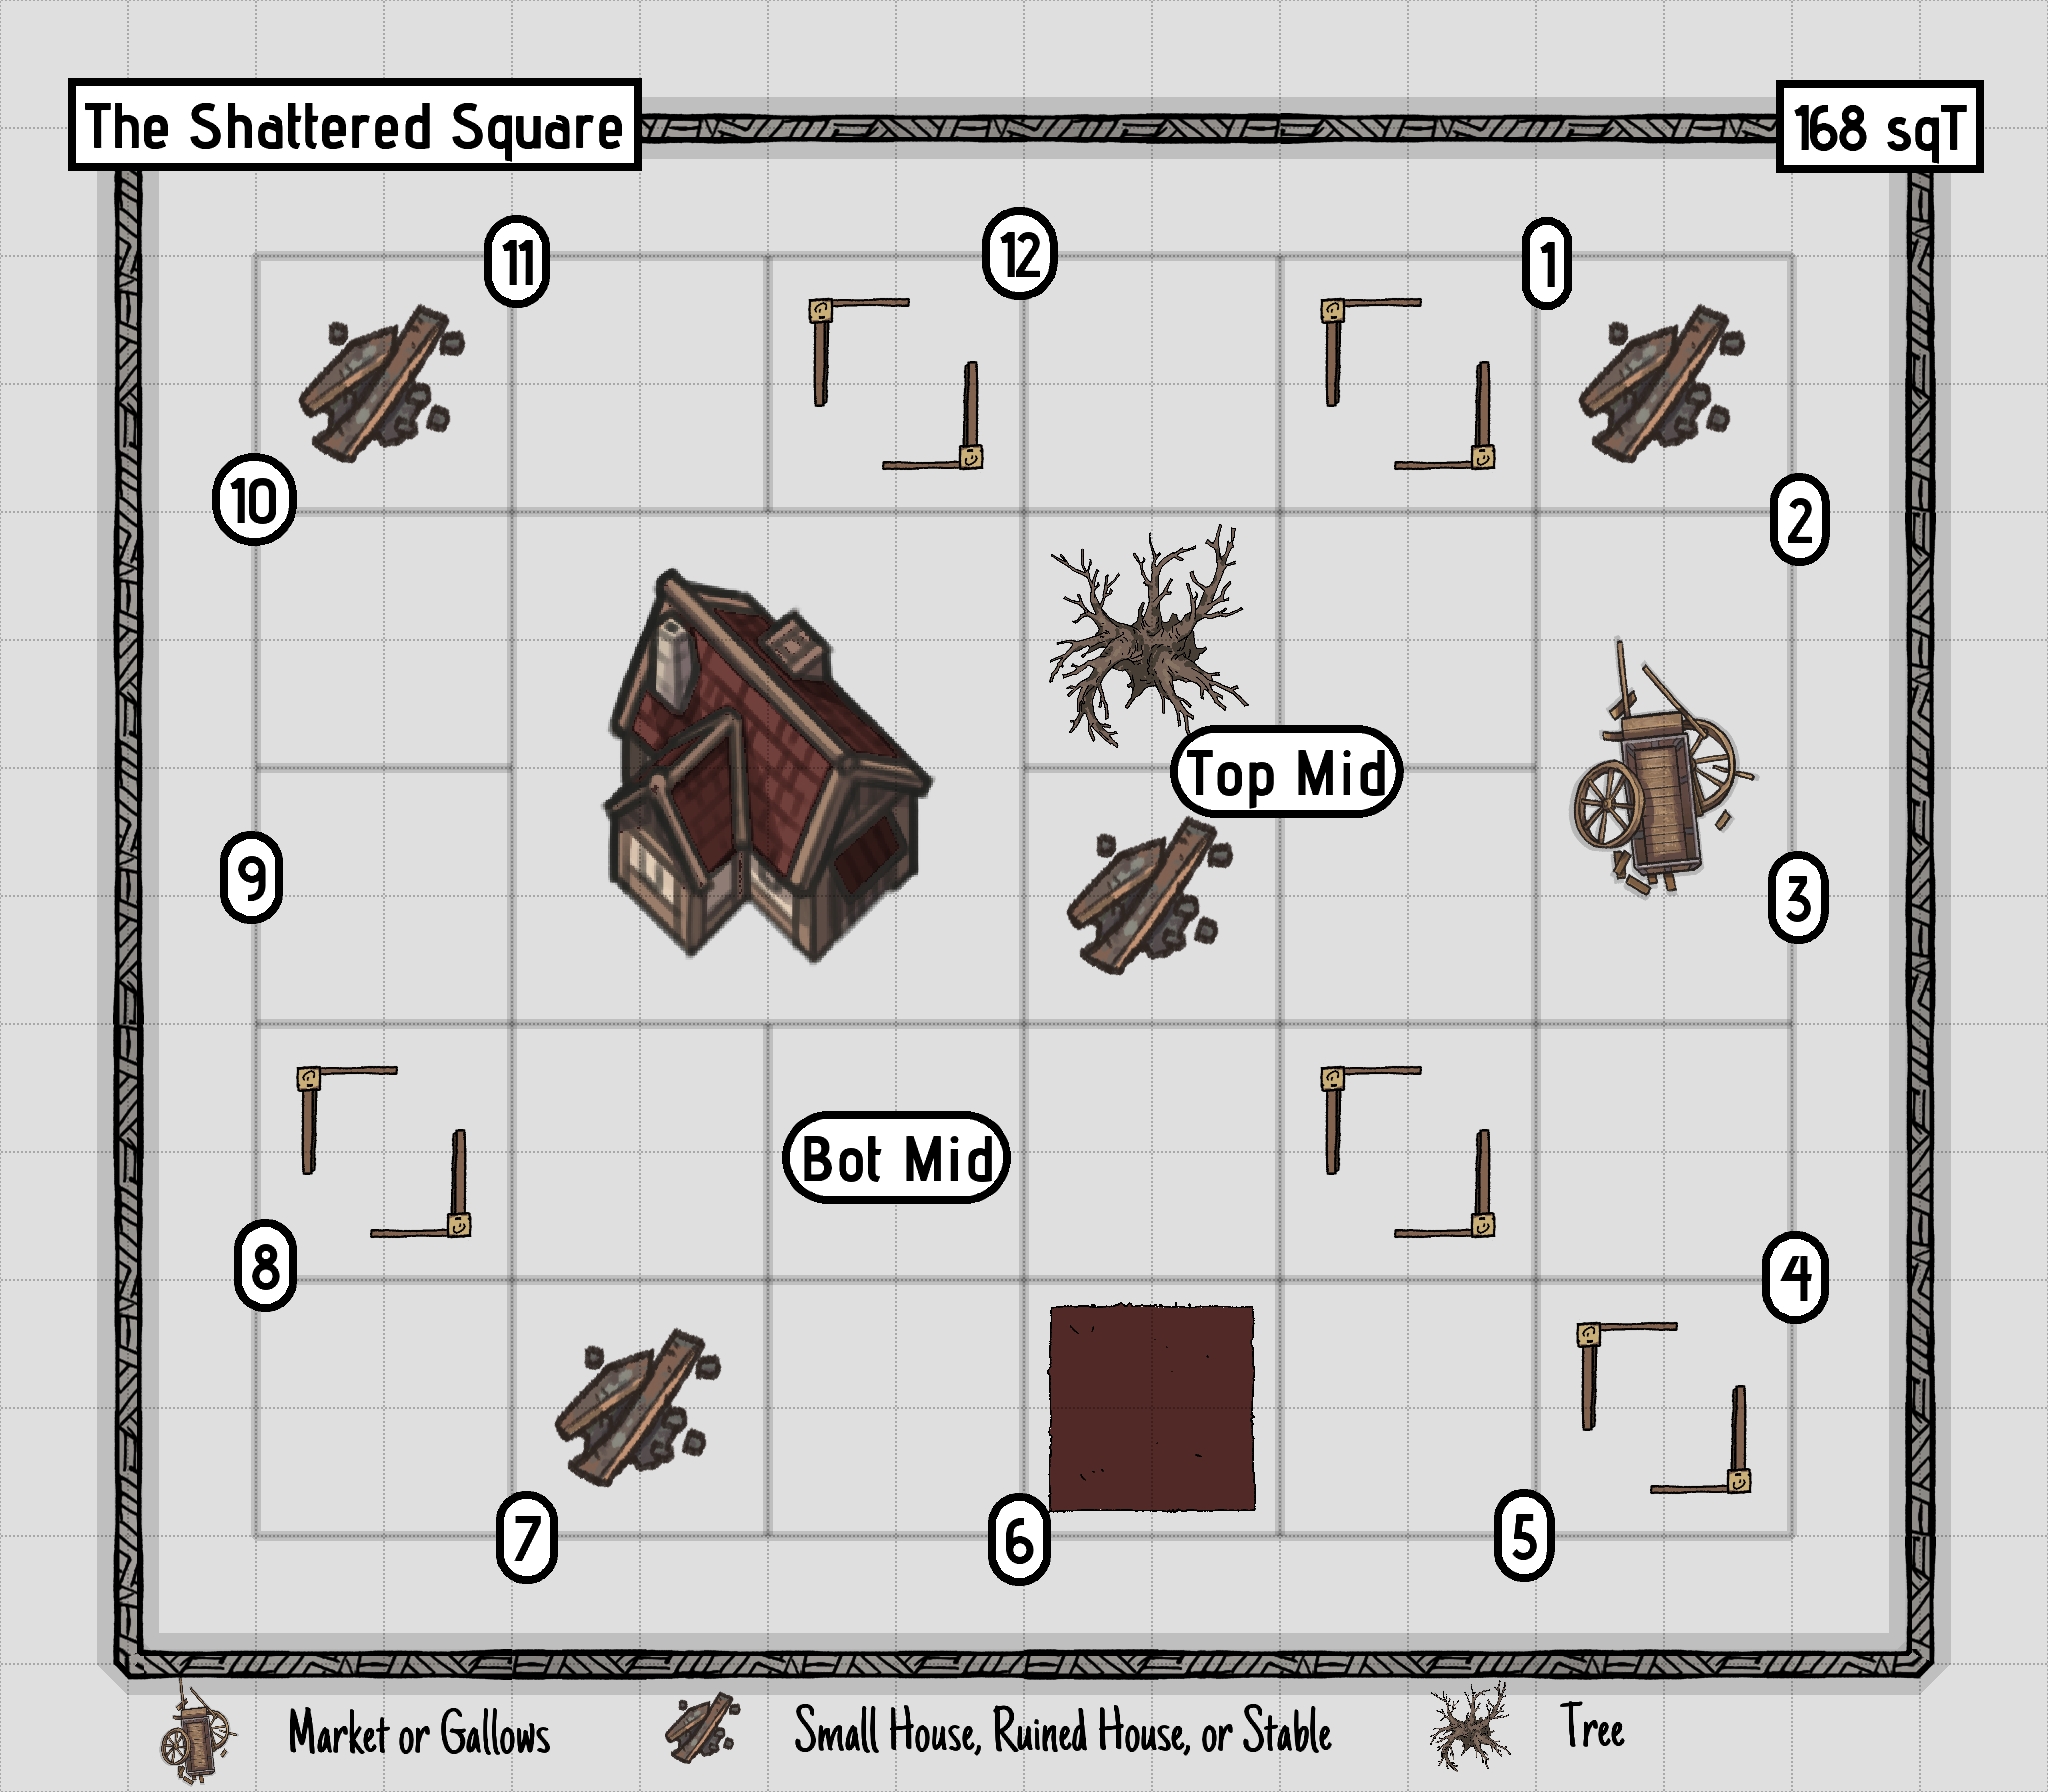 The Shattered Square
168 sqT
11
12
1
10
2
Top Mid
9
3
Bot Mid
8
4
7
6
5
Market or Gallows
Small House, Ruined House, or Stable
Tree